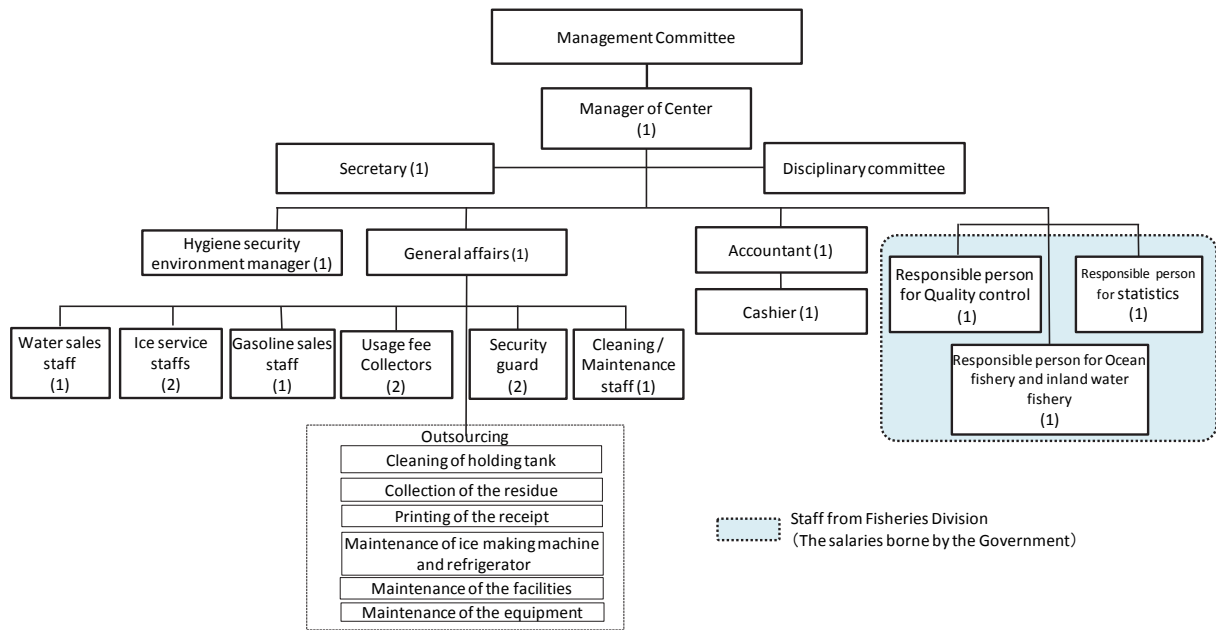 Management Committee
Manager of Center
(1)
Secretary (1)
Disciplinary committee
Hygiene security
environment manager (1)
General affairs (1)
Accountant (1)
Cashier (1)
Responsible person
for Quality control
(1)
Responsible person
for statistics
(1)
Responsible person for Ocean
fishery and inland water
fishery
(1)
Water sales
staff
(1)
Ice service
staffs
(2)
Gasoline sales
staff
(1)
Usage fee
Collectors
(2)
Security
guard
(2)
Cleaning /
Maintenance
staff (1)
Outsourcing
Cleaning of holding tank
Collection of the residue
Printing of the receipt
Maintenance of ice making machine
and refrigerator
Maintenance of the facilities
Maintenance of the equipment
Staff from Fisheries Division
（The salaries borne by the Government）